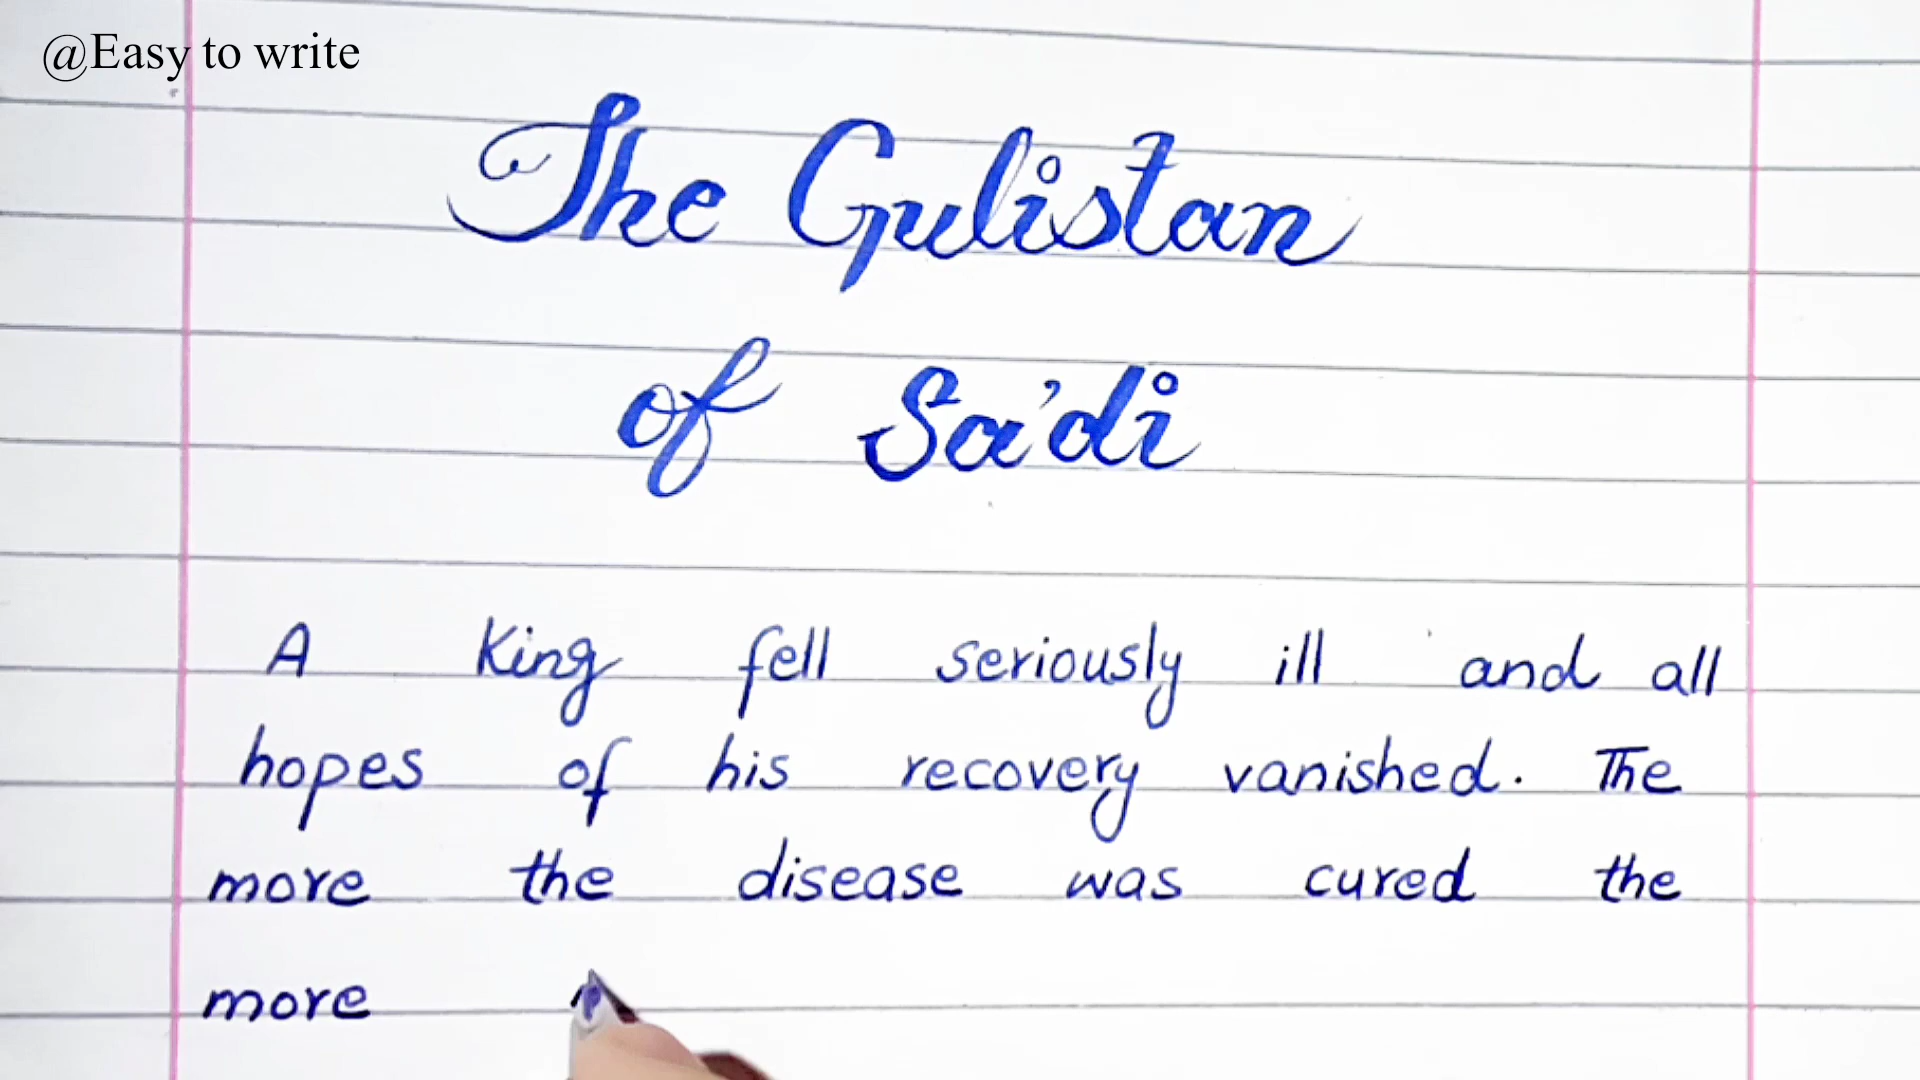 @Easy to write
The Gulistan
of Sa'di
A King fell seriously ill and all
hopes of his recovery vanished. The
more the disease was cured the
more